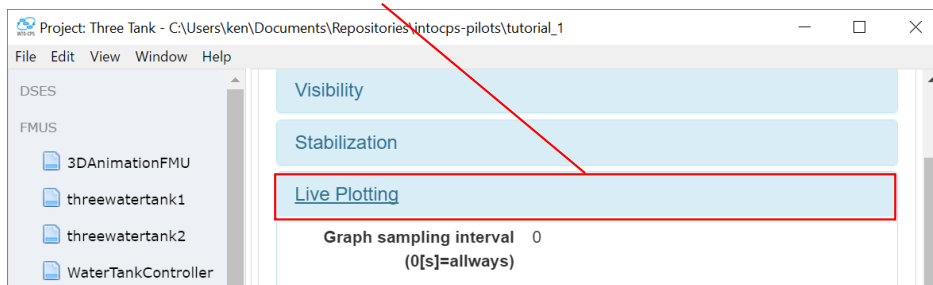 Project: Three Tank - C:\Users\ken\Documents\Repositories\intocps-pilots\tutorial_1
File Edit View Window Help
DSES
FMUS
3DAnimationFMU
threewatertank1
threewatertank2
WaterTankController
Visibility
Stabilization
Live Plotting
Graph sampling interval 0
(0[s]=allways)